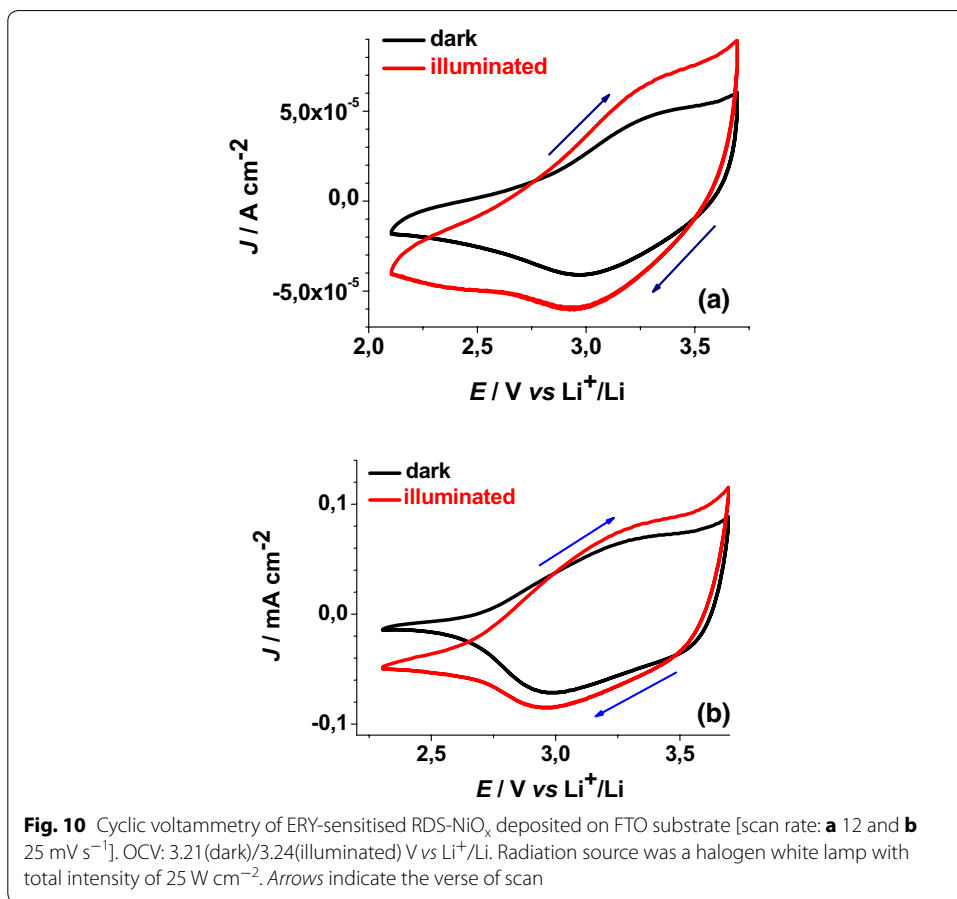 dark
illuminated
5,0x10⁻⁵
0,0
-5,0x10⁻⁵
J / A cm⁻²
(a)
2,0 2,5 3,0 3,5
E / V vs Li⁺/Li
dark
illuminated
0,1
0,0
-0,1
J / mA cm⁻²
(b)
2,5 3,0 3,5
E / V vs Li⁺/Li
Fig. 10 Cyclic voltammetry of ERY-sensitised RDS-NiOₓ deposited on FTO substrate [scan rate: a 12 and b
25 mV s⁻¹]. OCV: 3.21(dark)/3.24(illuminated) V vs Li⁺/Li. Radiation source was a halogen white lamp with
total intensity of 25 W cm⁻². Arrows indicate the verse of scan